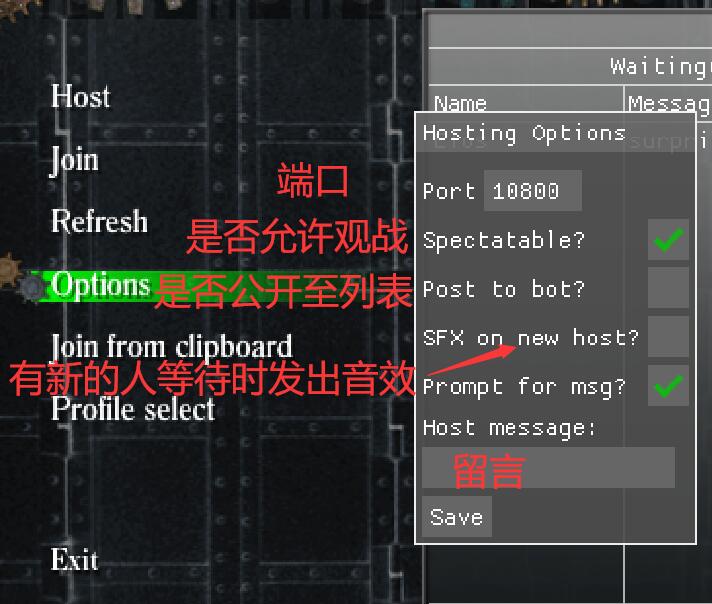 Host
Join
Refresh
Options
Join from clipboard
Profile select
Exit
端口
是否允许观战
是否公开至列表
有新的人等待时发出音效
Waiting
Name
Messag
Hosting Options
Port 10800
Spectatable?
Post to bot?
SFX on new host?
Prompt for msg?
Host message:
留言
Save